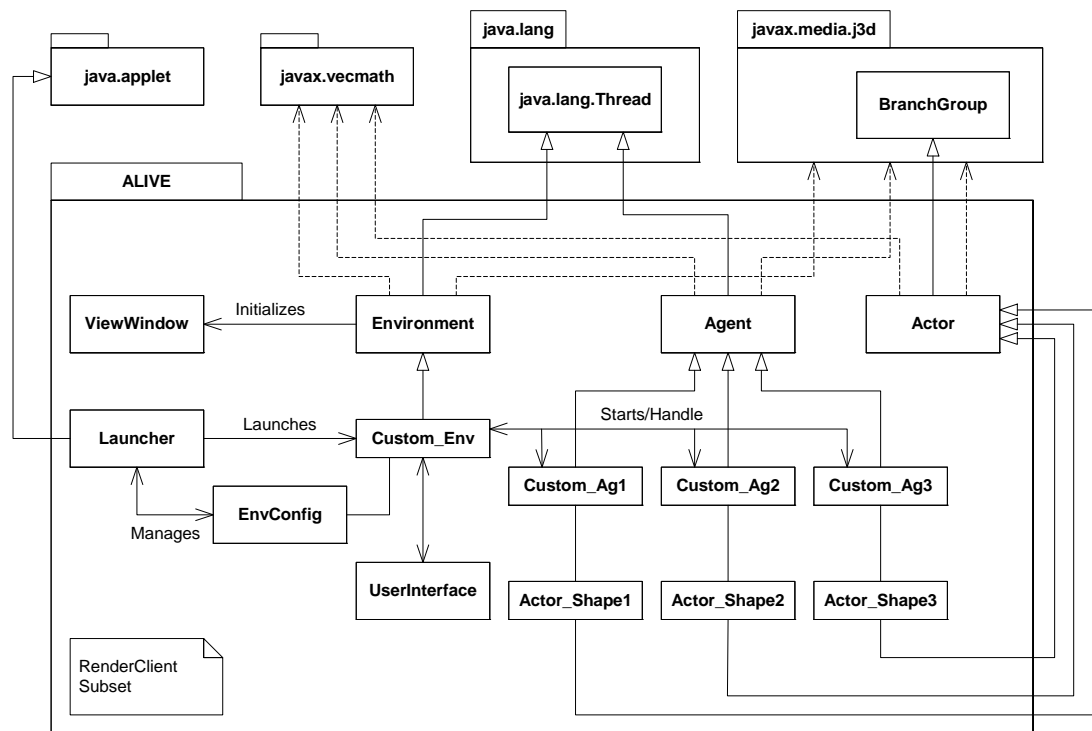 java.lang
javax.media.j3d
java.applet
javax.vecmath
java.lang.Thread
BranchGroup
ALIVE
ViewWindow
Initializes
Environment
Agent
Actor
Launcher
Launches
Custom_Env
Starts/Handle
Custom_Ag1
Custom_Ag2
Custom_Ag3
EnvConfig
Manages
UserInterface
Actor_Shape1
Actor_Shape2
Actor_Shape3
RenderClient
Subset